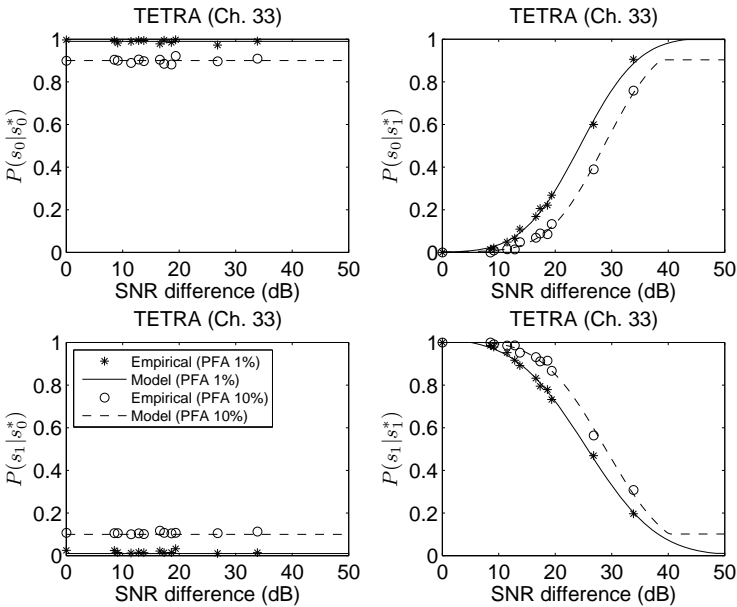 TETRA (Ch. 33)
1
0.8
0.6
0.4
0.2
0
P(s₀|s₀*)
0 10 20 30 40 50
SNR difference (dB)
TETRA (Ch. 33)
1
0.8
0.6
0.4
0.2
0
P(s₀|s₁*)
0 10 20 30 40 50
SNR difference (dB)
TETRA (Ch. 33)
1
0.8
0.6
0.4
0.2
0
P(s₁|s₀*)
Empirical (PFA 1%)
Model (PFA 1%)
Empirical (PFA 10%)
Model (PFA 10%)
0 10 20 30 40 50
SNR difference (dB)
TETRA (Ch. 33)
1
0.8
0.6
0.4
0.2
0
P(s₁|s₁*)
0 10 20 30 40 50
SNR difference (dB)